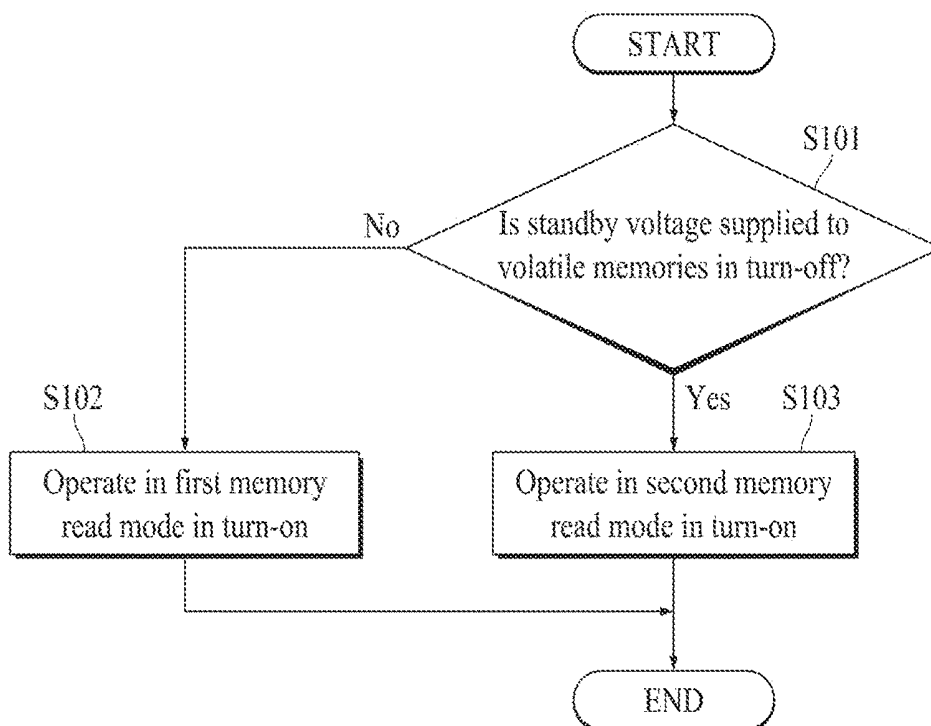 START
S101
Is standby voltage supplied to
volatile memories in turn-off?
No
Yes
S102
Operate in first memory
read mode in turn-on
S103
Operate in second memory
read mode in turn-on
END